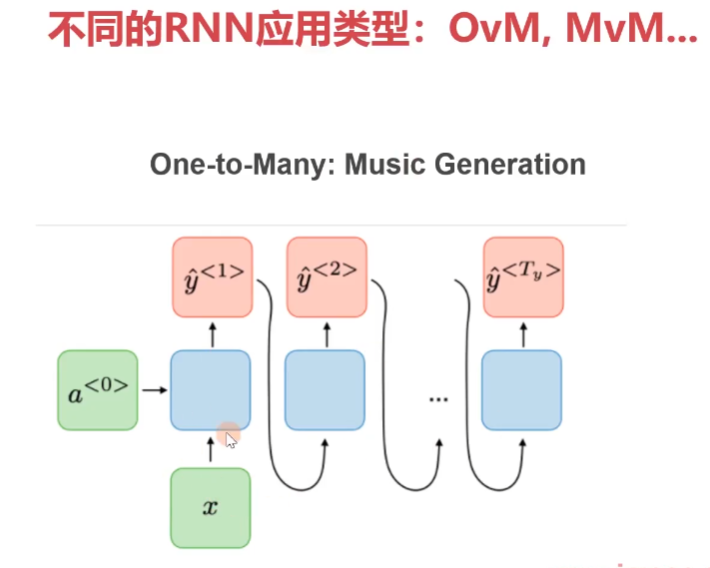 不同的RNN应用类型：OvM, MvM...
One-to-Many: Music Generation
ŷ<1> ŷ<2> ŷ<Ty>
a<0> ...
x